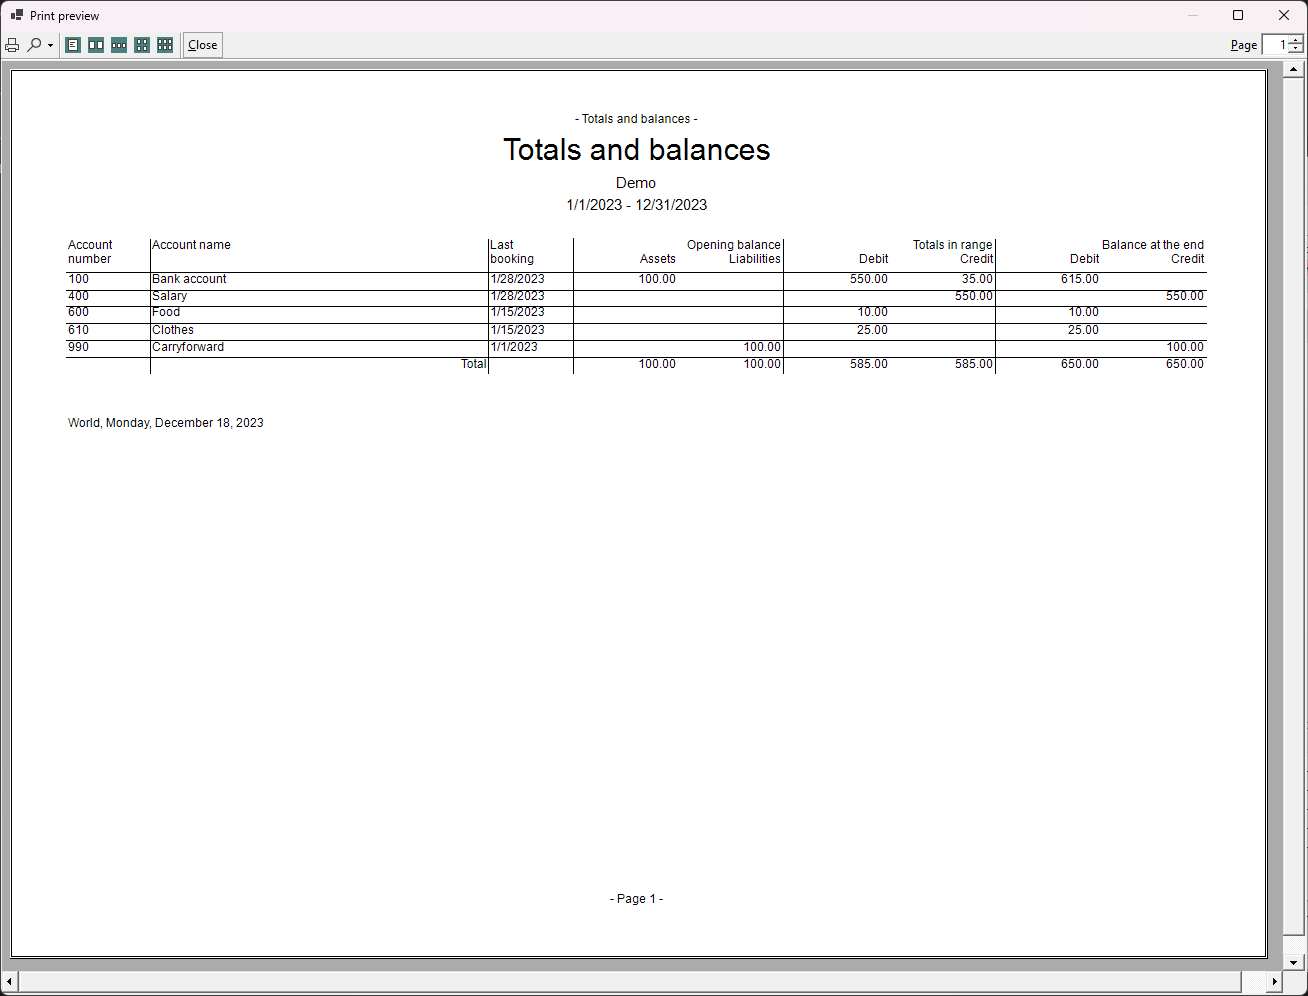 Print preview
Close Page 1
- Totals and balances -
Totals and balances
Demo
1/1/2023 - 12/31/2023
Account Account name Last Opening balance Totals in range Balance at the end
number booking Assets Liabilities Debit Credit Debit Credit
100 Bank account 1/28/2023 100.00 550.00 35.00 615.00
400 Salary 1/28/2023 550.00 550.00
600 Food 1/15/2023 10.00 10.00
610 Clothes 1/15/2023 25.00 25.00
990 Carryforward 1/1/2023 100.00 100.00
Total 100.00 100.00 585.00 585.00 650.00 650.00
World, Monday, December 18, 2023
- Page 1 -